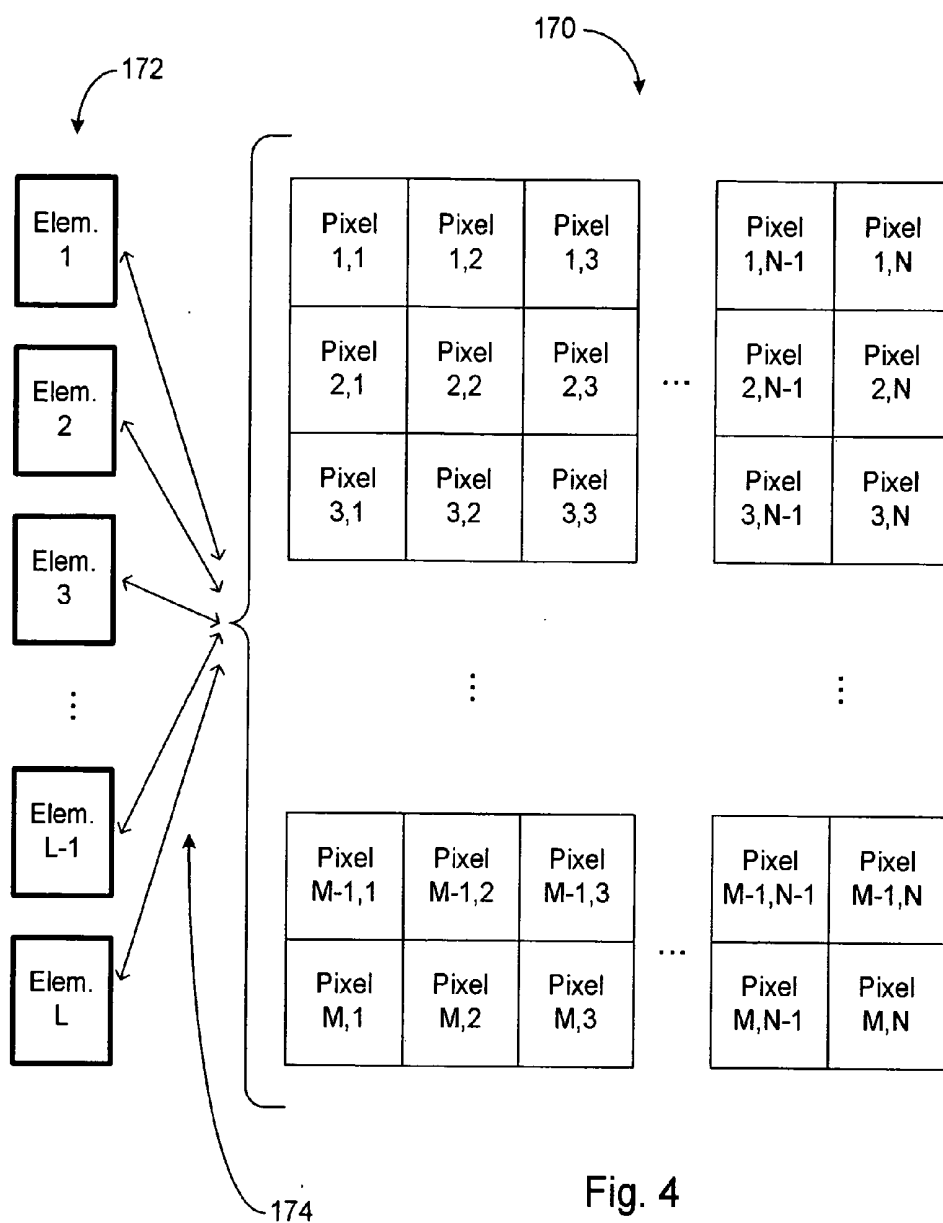 170
172
Elem.
1
Elem.
2
Elem.
3
⋮
Elem.
L-1
Elem.
L
Pixel
1,1
Pixel
1,2
Pixel
1,3
Pixel
1,N-1
Pixel
1,N
Pixel
2,1
Pixel
2,2
Pixel
2,3
...
Pixel
2,N-1
Pixel
2,N
Pixel
3,1
Pixel
3,2
Pixel
3,3
Pixel
3,N-1
Pixel
3,N
⋮
⋮
Pixel
M-1,1
Pixel
M-1,2
Pixel
M-1,3
Pixel
M-1,N-1
Pixel
M-1,N
...
Pixel
M,1
Pixel
M,2
Pixel
M,3
Pixel
M,N-1
Pixel
M,N
174
Fig. 4